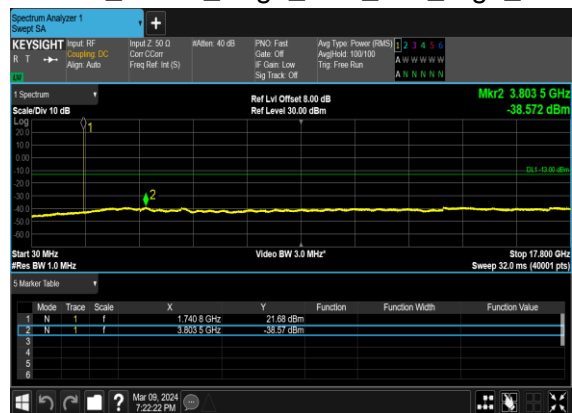 Spectrum Analyzer 1
Swept SA
KEYSIGHT
R T
Input: RF
Coupling: DC
Align: Auto
Input Z: 50 Ω
Corr CCorr
Freq Ref: Int (S)
#Atten: 40 dB
PNO: Fast
Gate: Off
IF Gain: Low
Sig Track: Off
Avg Type: Power (RMS)
Avg|Hold: 100/100
Trig: Free Run
1 2 3 4 5 6
A W W W W W
A N N N N N
1 Spectrum
Scale/Div 10 dB
Ref Lvl Offset 8.00 dB
Ref Level 30.00 dBm
Mkr2 3.803 5 GHz
-38.572 dBm
Log
20.0
10.0
0.00
-10.0
-20.0
-30.0
-40.0
-50.0
-60.0
1
2
DL1 -13.00 dBm
Start 30 MHz
#Res BW 1.0 MHz
Video BW 3.0 MHz*
Stop 17.800 GHz
Sweep 32.0 ms (40001 pts)
5 Marker Table
Mode Trace Scale X Y Function Function Width Function Value
1 N 1 f 1.740 8 GHz 21.68 dBm
2 N 1 f 3.803 5 GHz -38.57 dBm
3
4
5
6
?
Mar 09, 2024
7:22:22 PM